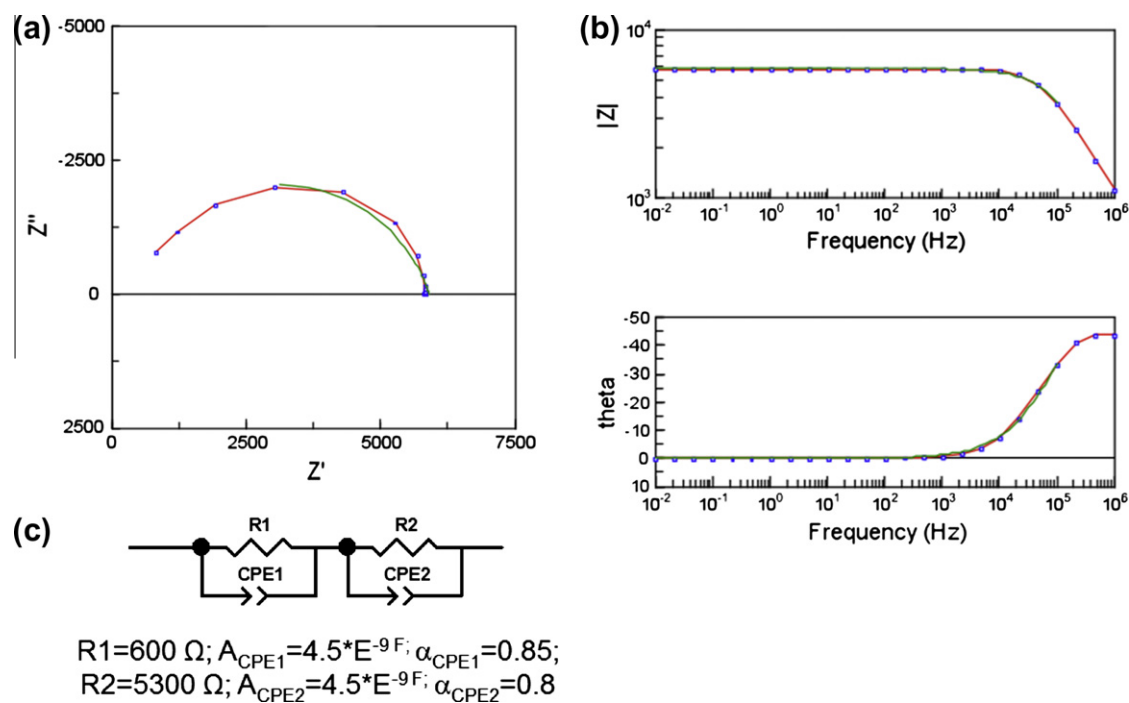 (a)
-5000
-2500
0
2500
0
2500
5000
7500
Z''
Z'
(b)
10^4
10^3
|Z|
10^-2
10^-1
10^0
10^1
10^2
10^3
10^4
10^5
10^6
Frequency (Hz)
-50
-40
-30
-20
-10
0
10
theta
10^-2
10^-1
10^0
10^1
10^2
10^3
10^4
10^5
10^6
Frequency (Hz)
(c)
R1
R2
CPE1
CPE2
R1=600 Ω; A_CPE1=4.5*E^-9 F; α_CPE1=0.85;
R2=5300 Ω; A_CPE2=4.5*E^-9 F; α_CPE2=0.8